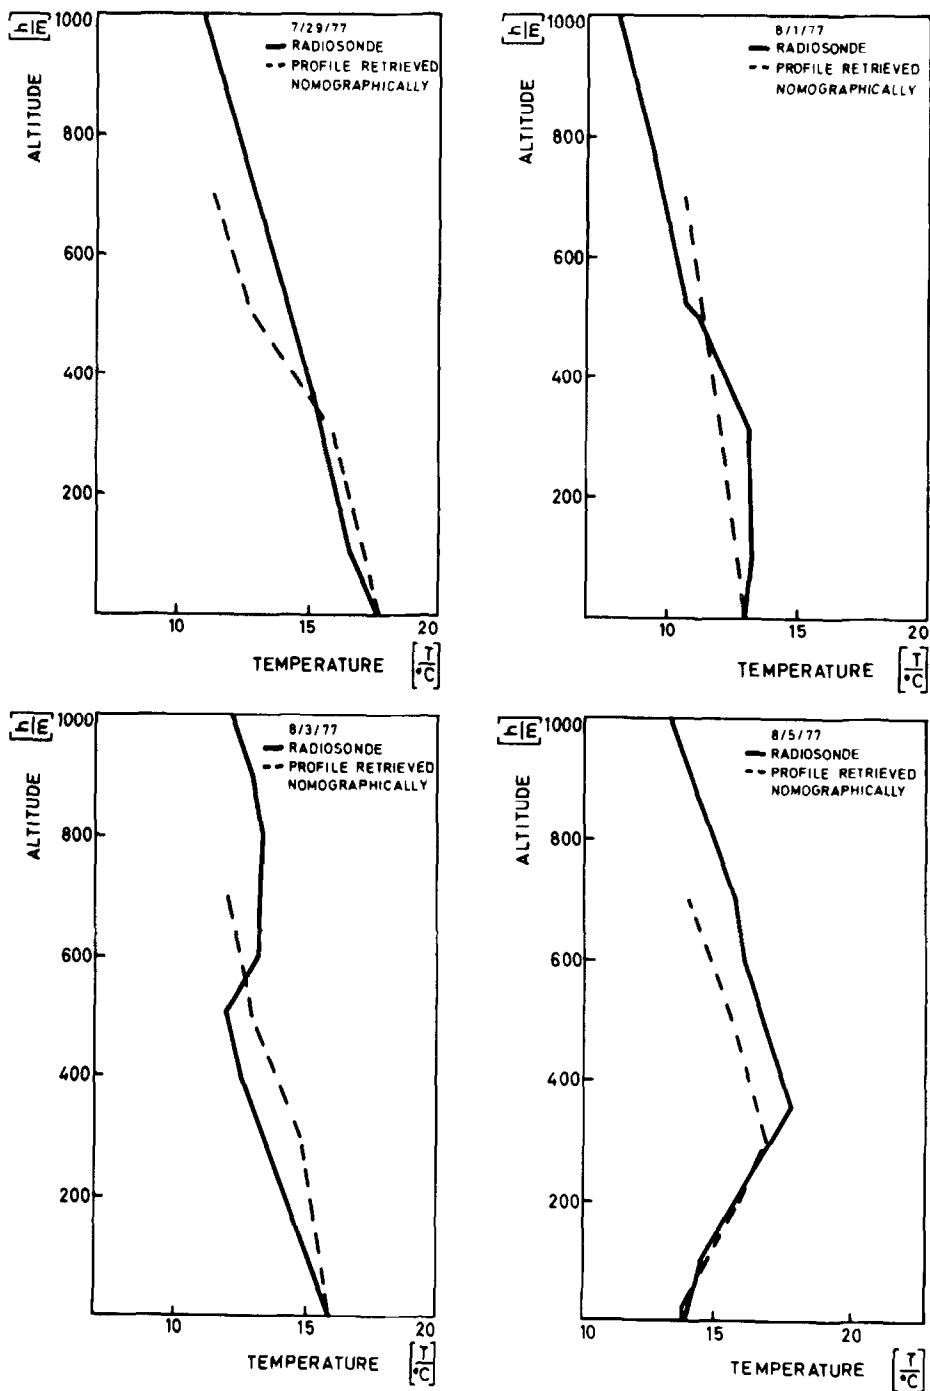 [h/m]
1000
7/29/77
RADIOSONDE
PROFILE RETRIEVED
NOMOGRAPHICALLY
ALTITUDE
800
600
400
200
10
15
20
TEMPERATURE [T/°C]
[h/m]
1000
8/1/77
RADIOSONDE
PROFILE RETRIEVED
NOMOGRAPHICALLY
ALTITUDE
800
600
400
200
10
15
20
TEMPERATURE [T/°C]
[h/m]
1000
8/3/77
RADIOSONDE
PROFILE RETRIEVED
NOMOGRAPHICALLY
ALTITUDE
800
600
400
200
10
15
20
TEMPERATURE [T/°C]
[h/m]
1000
8/5/77
RADIOSONDE
PROFILE RETRIEVED
NOMOGRAPHICALLY
ALTITUDE
800
600
400
200
10
15
20
TEMPERATURE [T/°C]